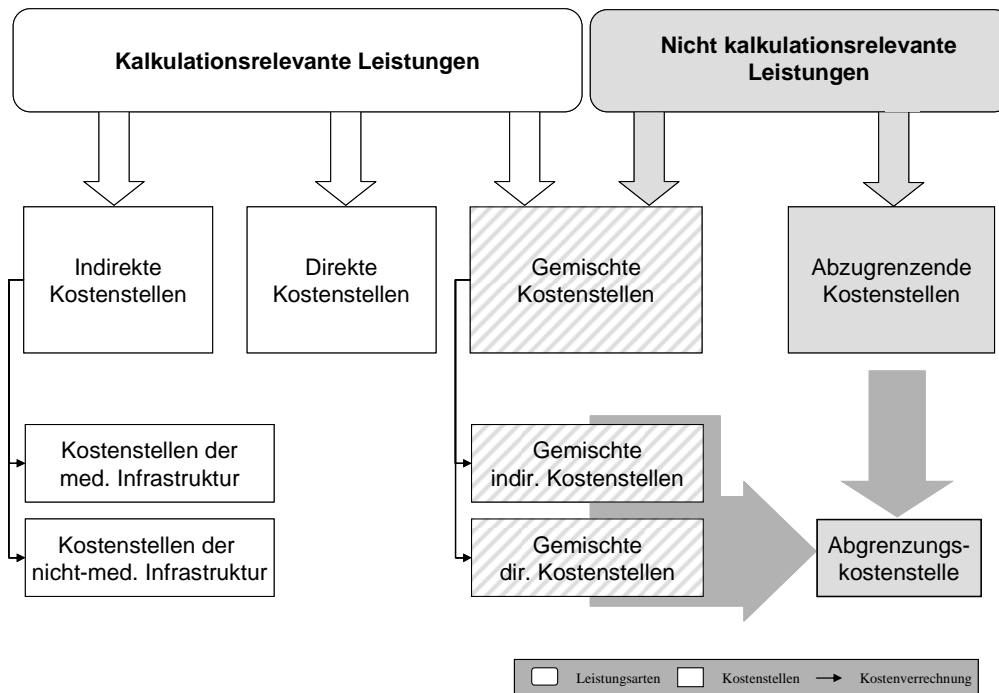 Kalkulationsrelevante Leistungen
Nicht kalkulationsrelevante
Leistungen
Indirekte
Kostenstellen
Direkte
Kostenstellen
Gemischte
Kostenstellen
Abzugrenzende
Kostenstellen
Kostenstellen der
med. Infrastruktur
Gemischte
indir. Kostenstellen
Kostenstellen der
nicht-med. Infrastruktur
Gemischte
dir. Kostenstellen
Abgrenzungs-
kostenstelle
Leistungsarten
Kostenstellen
Kostenverrechnung